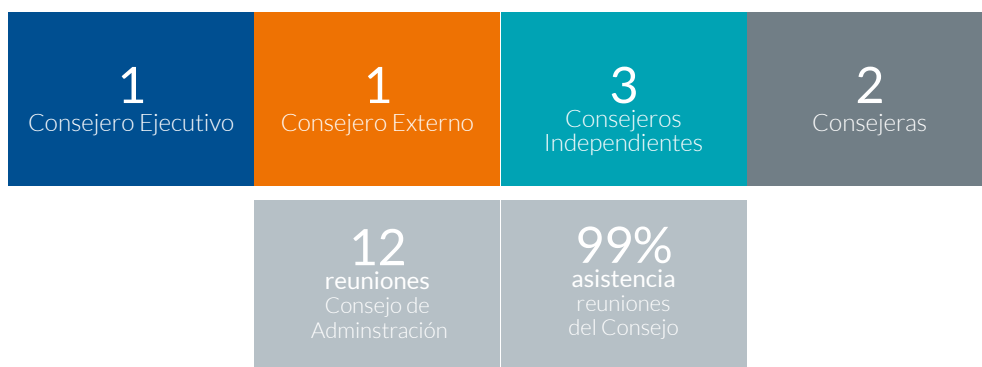 1
Consejero Ejecutivo
1
Consejero Externo
3
Consejeros
Independientes
2
Consejeras
12
reuniones
Consejo de
Adminstración
99%
asistencia
reuniones
del Consejo